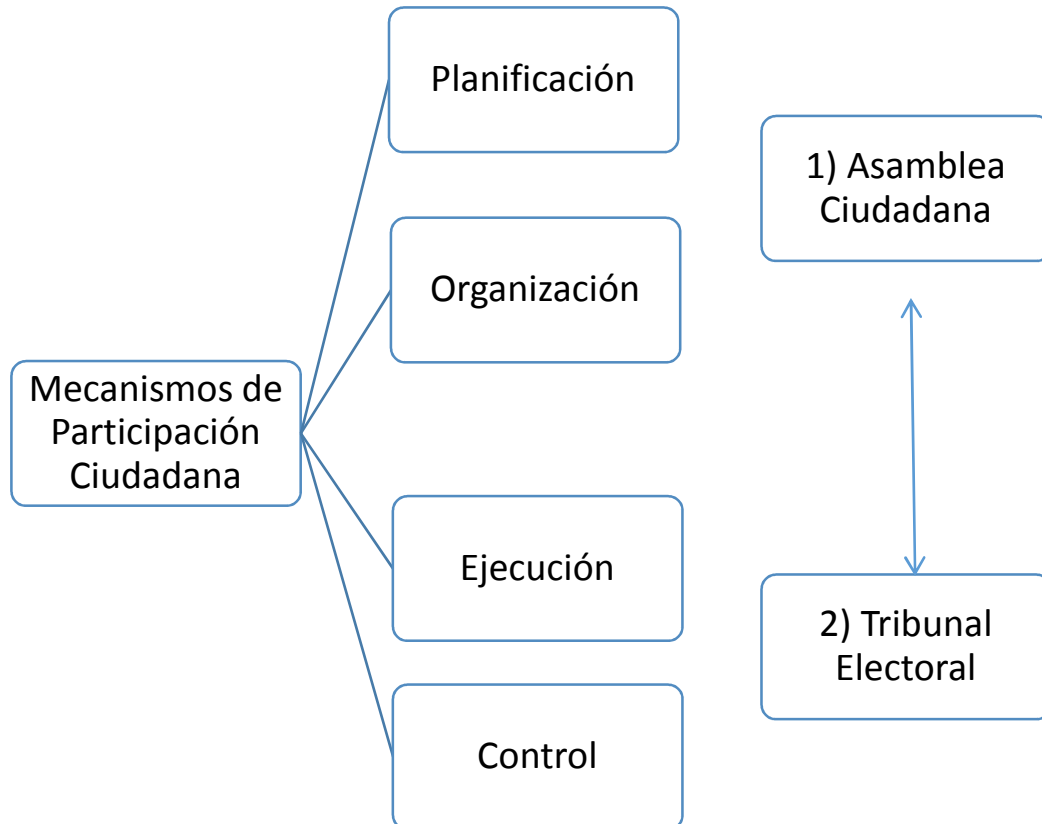 Planificación
1) Asamblea
Ciudadana
Organización
Mecanismos de
Participación
Ciudadana
Ejecución
2) Tribunal
Electoral
Control